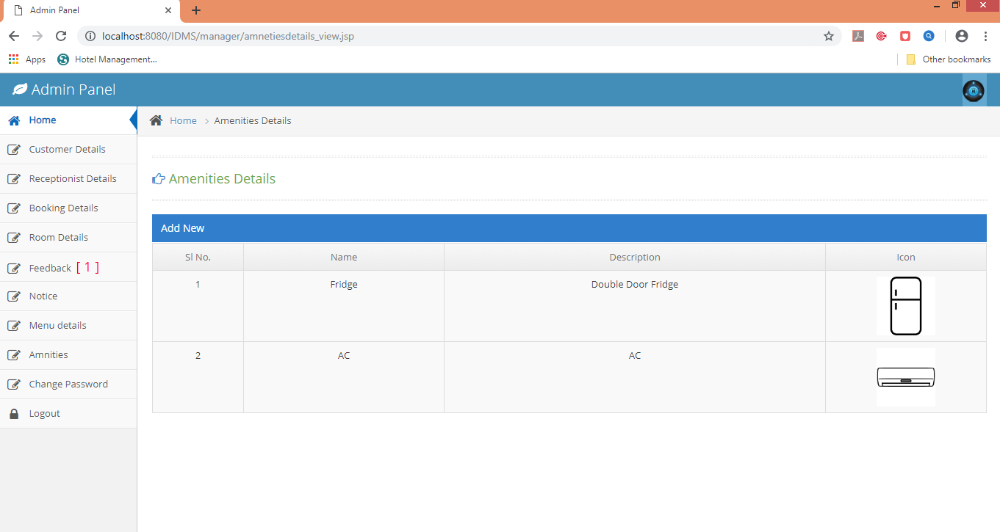 Admin Panel
localhost:8080/IDMS/manager/amnetiesdetails_view.jsp
Apps Hotel Management... Other bookmarks
Admin Panel
Home
Customer Details
Receptionist Details
Booking Details
Room Details
Feedback [ 1 ]
Notice
Menu details
Amnities
Change Password
Logout
Home > Amenities Details
Amenities Details
Add New
Sl No. Name Description Icon
1 Fridge Double Door Fridge
2 AC AC